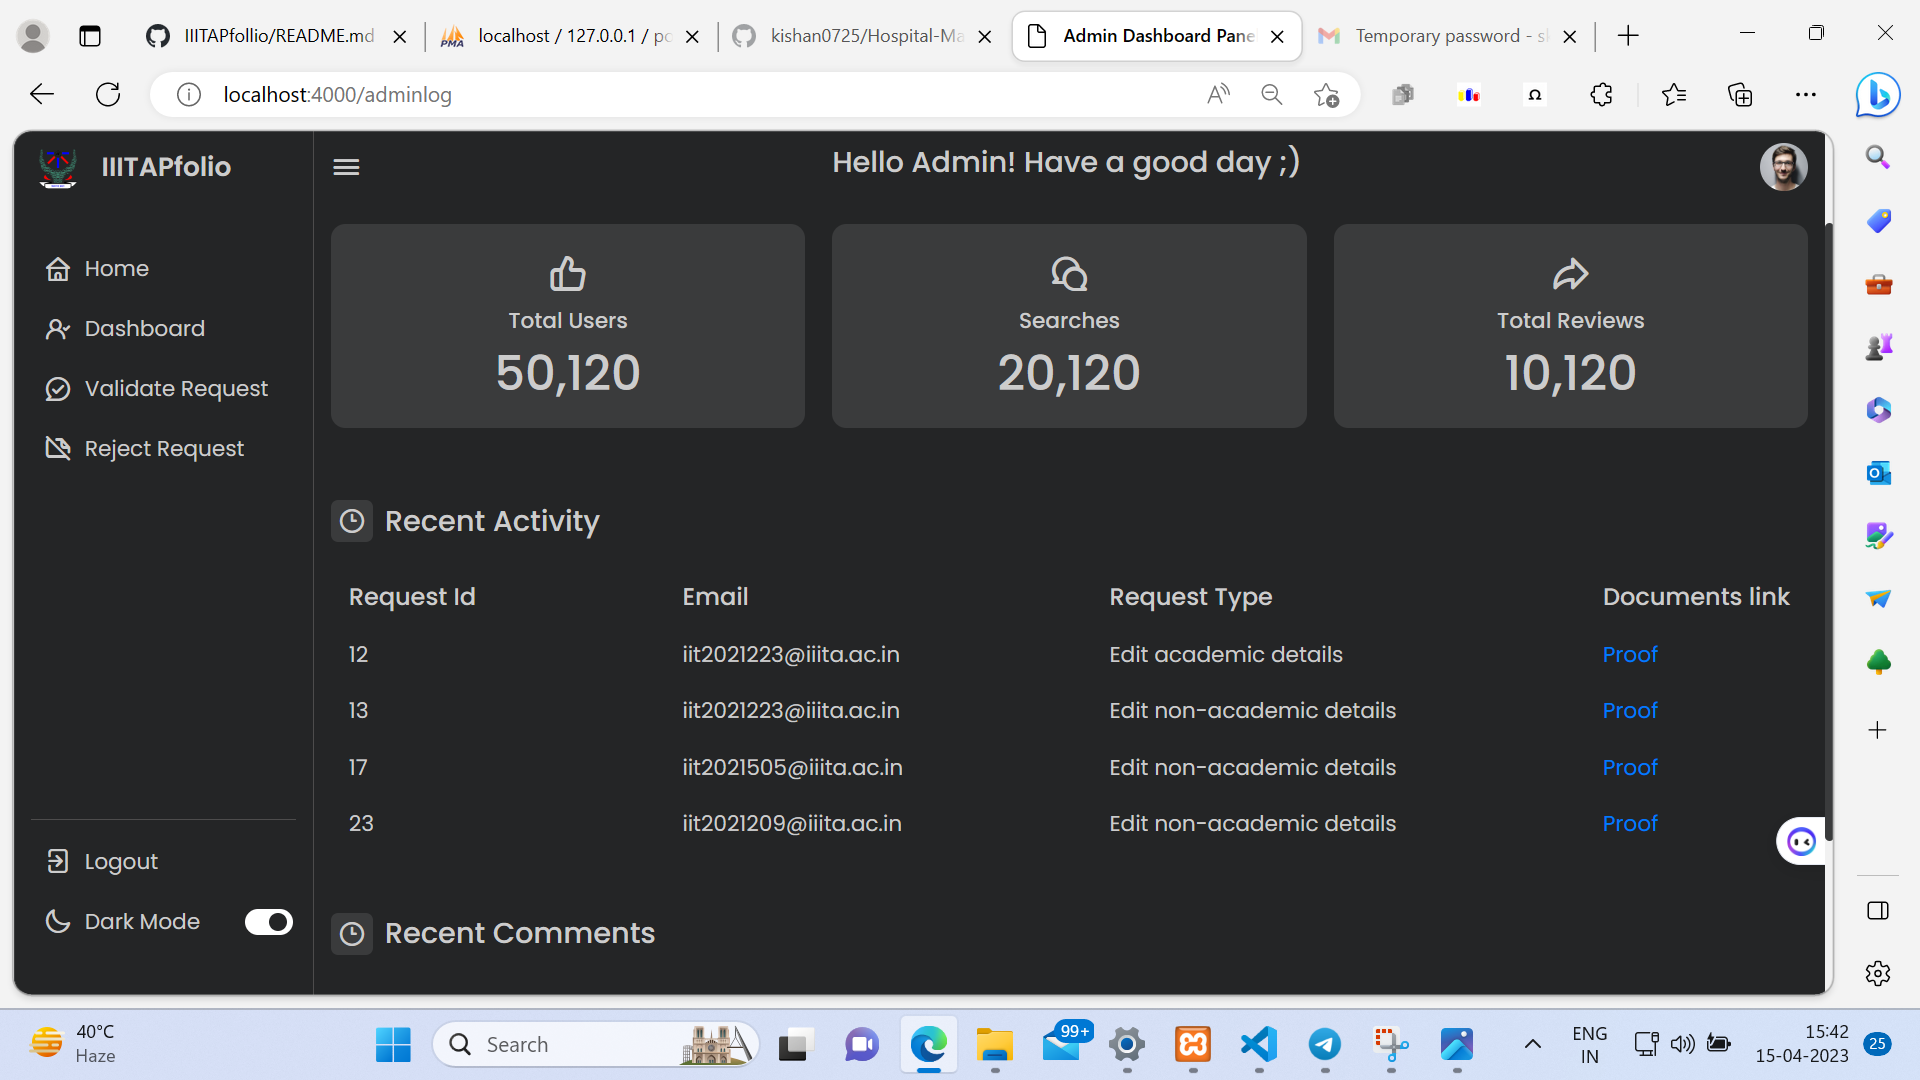 IIITAPfollio/README.md
PMA
localhost / 127.0.0.1 / po
kishan0725/Hospital-Ma
Admin Dashboard Pane
Temporary password - s
localhost:4000/adminlog
IIITAPfolio
Hello Admin! Have a good day ;)
Home
Dashboard
Validate Request
Reject Request
Logout
Dark Mode
Total Users
50,120
Searches
20,120
Total Reviews
10,120
Recent Activity
Request Id Email Request Type Documents link
12 iit2021223@iiita.ac.in Edit academic details Proof
13 iit2021223@iiita.ac.in Edit non-academic details Proof
17 iit2021505@iiita.ac.in Edit non-academic details Proof
23 iit2021209@iiita.ac.in Edit non-academic details Proof
Recent Comments
40°C
Haze
Search
99+
ENG
IN
15:42
15-04-2023
25